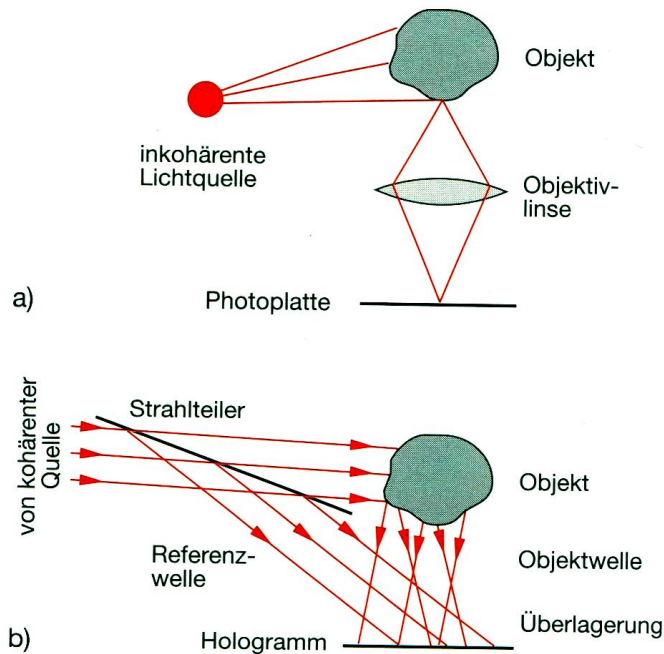 Objekt
inkohärente
Lichtquelle
Objektiv-
linse
Photoplatte
a)
von kohärenter
Quelle
Strahlteiler
Objekt
Referenz-
welle
Objektwelle
Überlagerung
Hologramm
b)